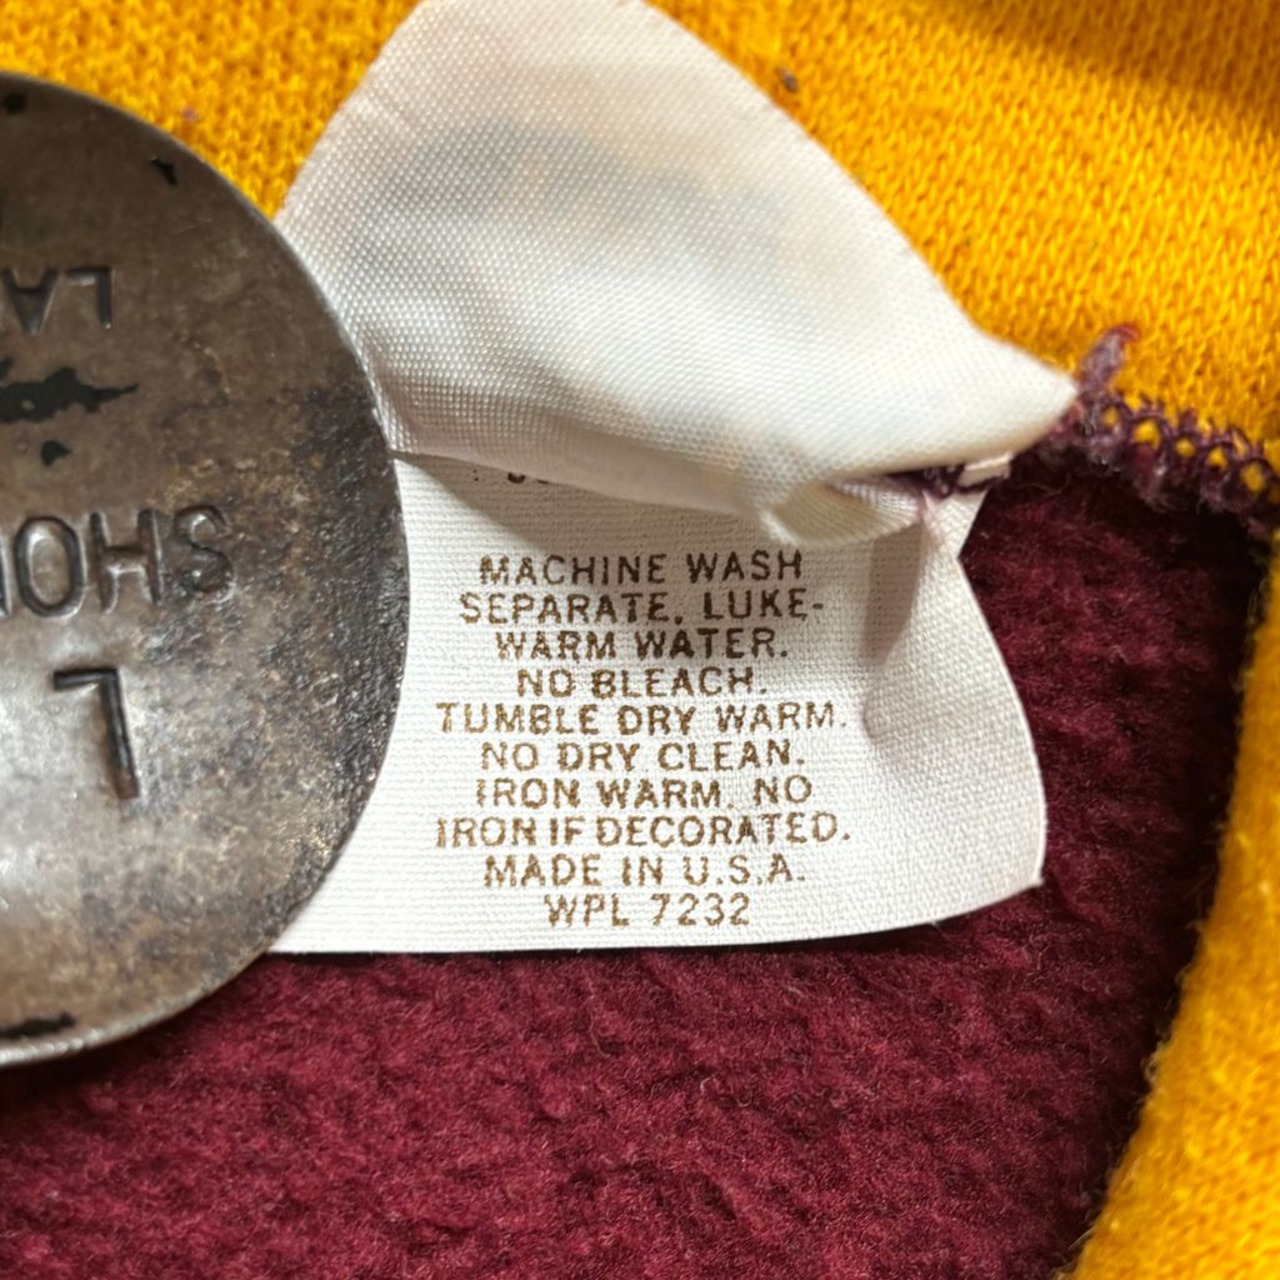 MACHINE WASH
SEPARATE, LUKE-
WARM WATER.
NO BLEACH.
TUMBLE DRY WARM.
NO DRY CLEAN.
IRON WARM. NO
IRON IF DECORATED.
MADE IN U.S.A.
WPL 7232
L